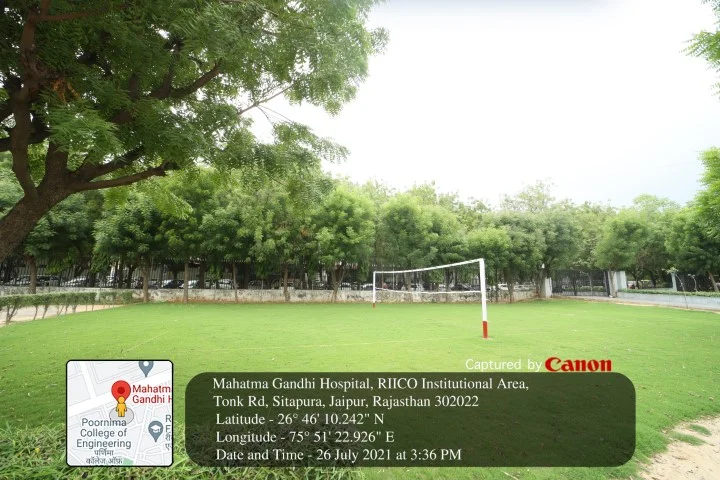 Captured by Canon
Mahatma Gandhi Hospital, RIICO Institutional Area,
Tonk Rd, Sitapura, Jaipur, Rajasthan 302022
Latitude - 26° 46' 10.242" N
Longitude - 75° 51' 22.926" E
Date and Time - 26 July 2021 at 3:36 PM
Mahatm
Gandhi H
Poornima
College of
Engineering
पूर्णिमा
कॉलेज ऑफ़